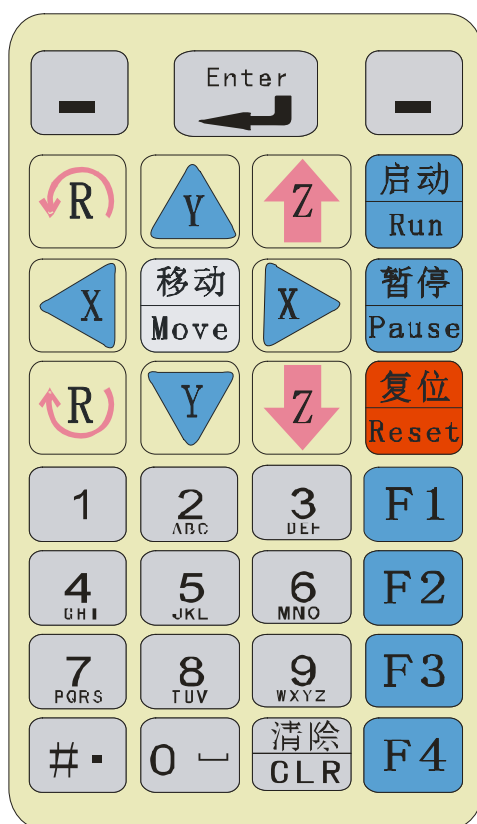 Enter
R Y Z 启动
Run
X 移动 X 暂停
Move Pause
R Y Z 复位
Reset
1 2 3 F1
ABC DEF
4 5 6 F2
GHI JKL MNO
7 8 9 F3
PQRS TUV WXYZ
#· 0 ⎵ 清除 F4
CLR